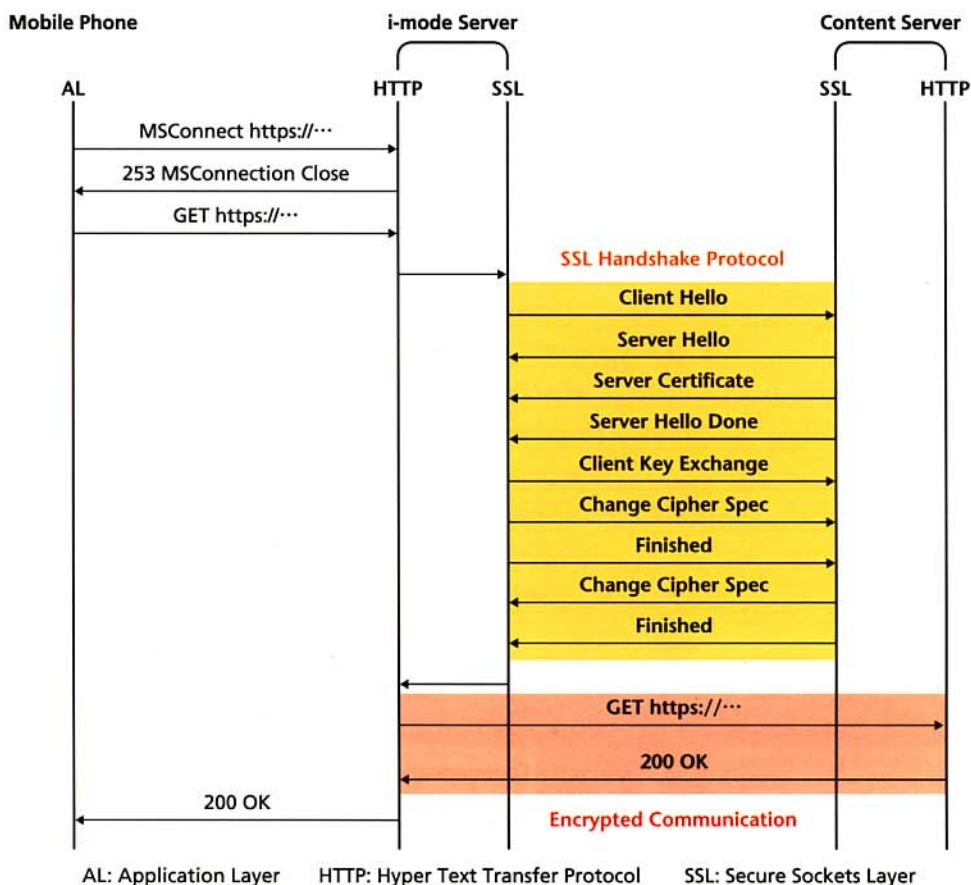 Mobile Phone i-mode Server Content Server
AL HTTP SSL SSL HTTP
MSConnect https://···
253 MSConnection Close
GET https://···
SSL Handshake Protocol
Client Hello
Server Hello
Server Certificate
Server Hello Done
Client Key Exchange
Change Cipher Spec
Finished
Change Cipher Spec
Finished
GET https://···
200 OK
200 OK
Encrypted Communication
AL: Application Layer HTTP: Hyper Text Transfer Protocol SSL: Secure Sockets Layer